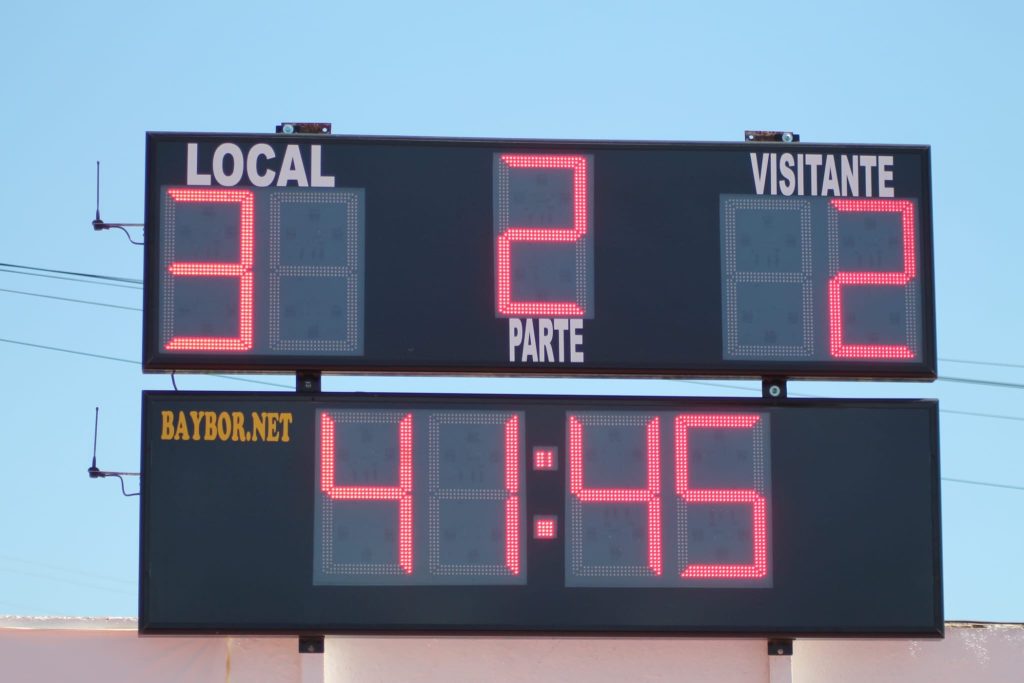 LOCAL
VISITANTE
3
2
2
PARTE
BAYBOR.NET
41:45